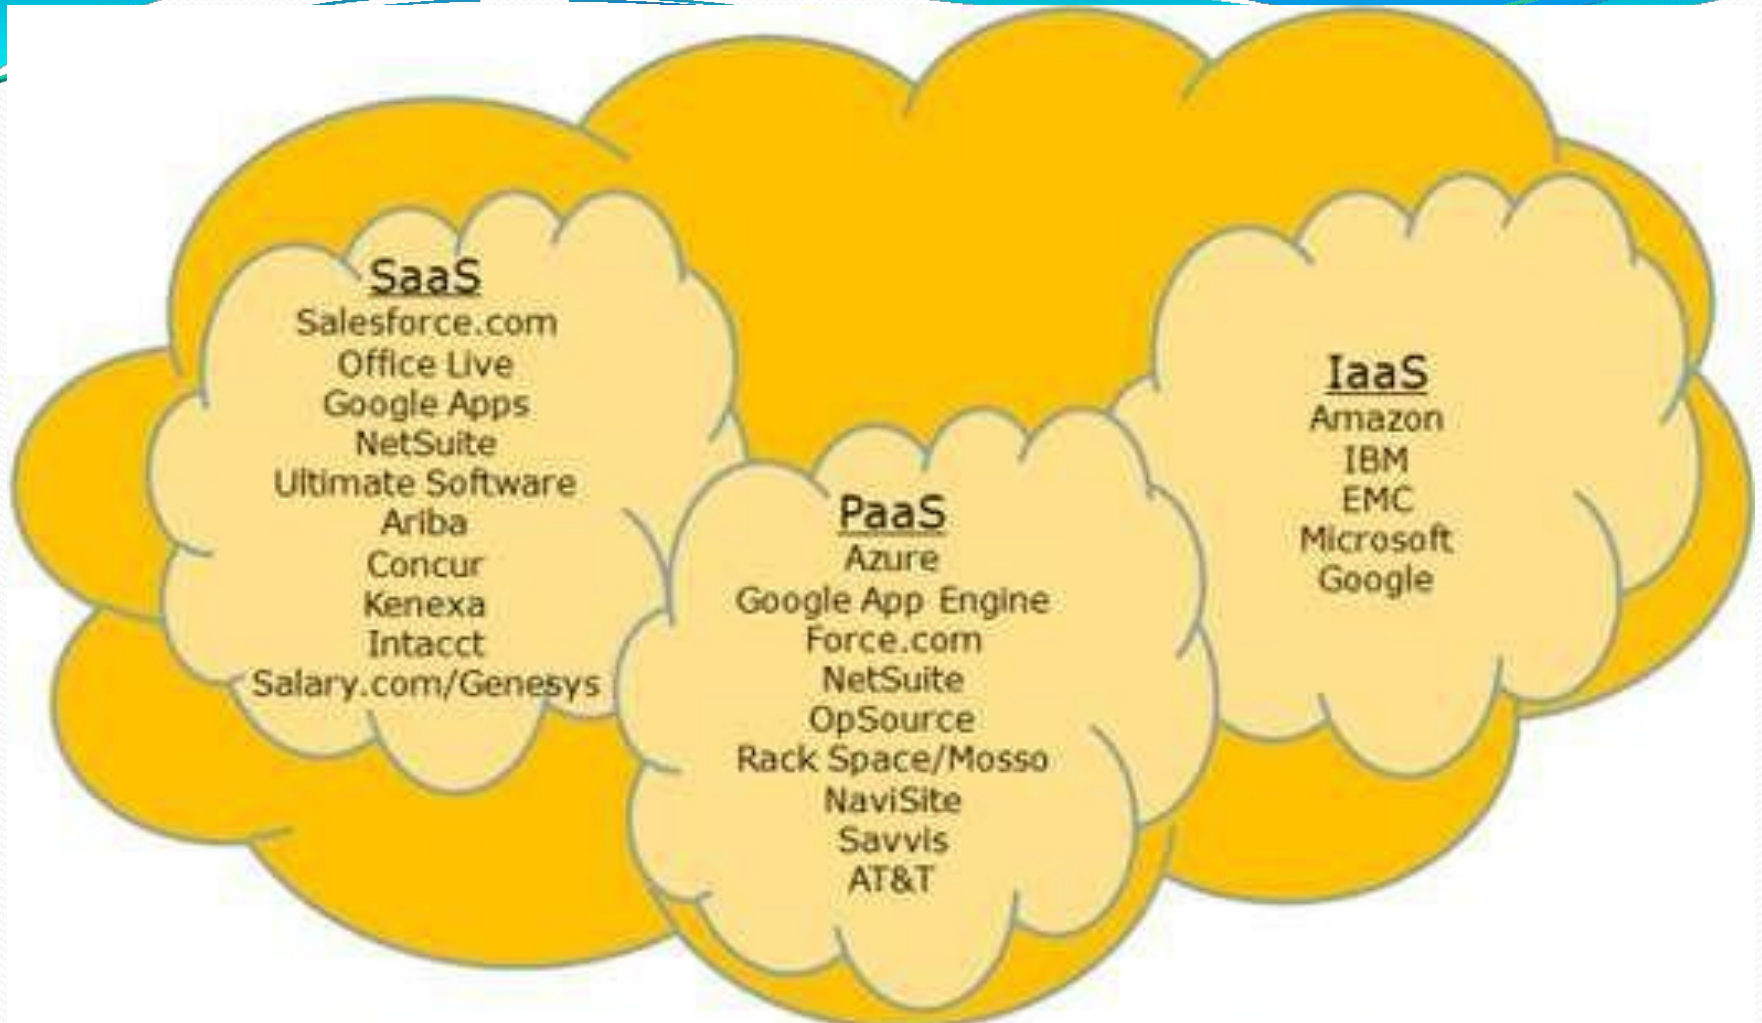 SaaS
Salesforce.com
Office Live
Google Apps
NetSuite
Ultimate Software
Ariba
Concur
Kenexa
Intacct
Salary.com/Genesys
PaaS
Azure
Google App Engine
Force.com
NetSuite
OpSource
Rack Space/Mosso
NaviSite
Savvis
AT&T
IaaS
Amazon
IBM
EMC
Microsoft
Google